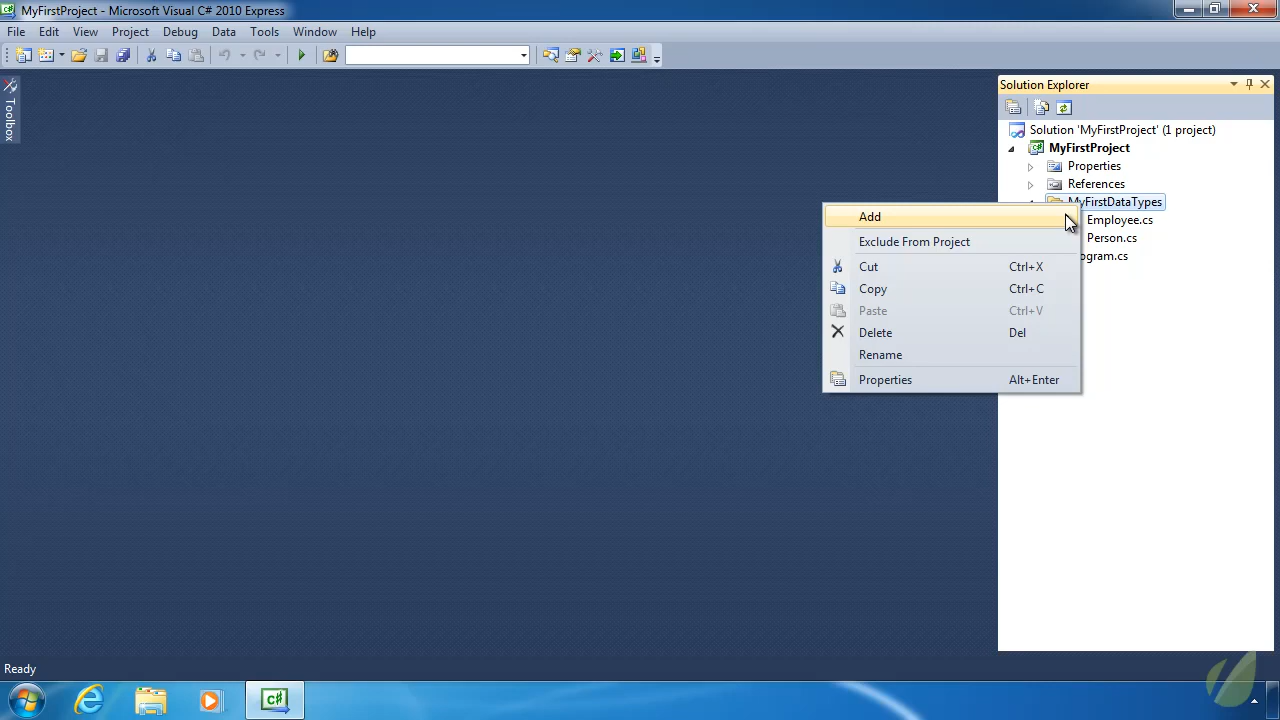 MyFirstProject - Microsoft Visual C# 2010 Express
File Edit View Project Debug Data Tools Window Help
Toolbox
Solution Explorer
Solution 'MyFirstProject' (1 project)
C# MyFirstProject
Properties
References
MyFirstDataTypes
Employee.cs
Person.cs
ogram.cs
Add
Exclude From Project
Cut Ctrl+X
Copy Ctrl+C
Paste Ctrl+V
Delete Del
Rename
Properties Alt+Enter
Ready
C#